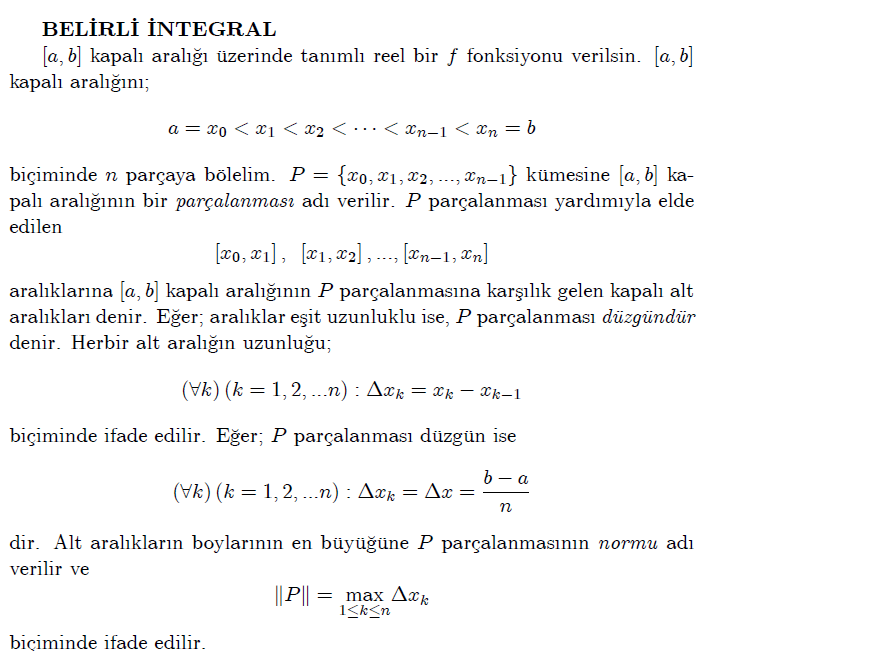 BELİRLİ İNTEGRAL
[a, b] kapalı aralığı üzerinde tanımlı reel bir f fonksiyonu verilsin. [a, b]
kapalı aralığını;
a = x₀ < x₁ < x₂ < ⋯ < xₙ₋₁ < xₙ = b
biçiminde n parçaya bölelim. P = {x₀, x₁, x₂, ..., xₙ₋₁} kümesine [a, b] ka-
palı aralığının bir parçalanması adı verilir. P parçalanması yardımıyla elde
edilen
[x₀, x₁] , [x₁, x₂] , ..., [xₙ₋₁, xₙ]
aralıklarına [a, b] kapalı aralığının P parçalanmasına karşılık gelen kapalı alt
aralıkları denir. Eğer; aralıklar eşit uzunluklu ise, P parçalanması düzgündür
denir. Herbir alt aralığın uzunluğu;
(∀k) (k = 1, 2, ...n) : Δxₖ = xₖ − xₖ₋₁
biçiminde ifade edilir. Eğer; P parçalanması düzgün ise
(∀k) (k = 1, 2, ...n) : Δxₖ = Δx = (b − a)/n
dir. Alt aralıkların boylarının en büyüğüne P parçalanmasının normu adı
verilir ve
||P|| = max Δxₖ
1≤k≤n
biçiminde ifade edilir.